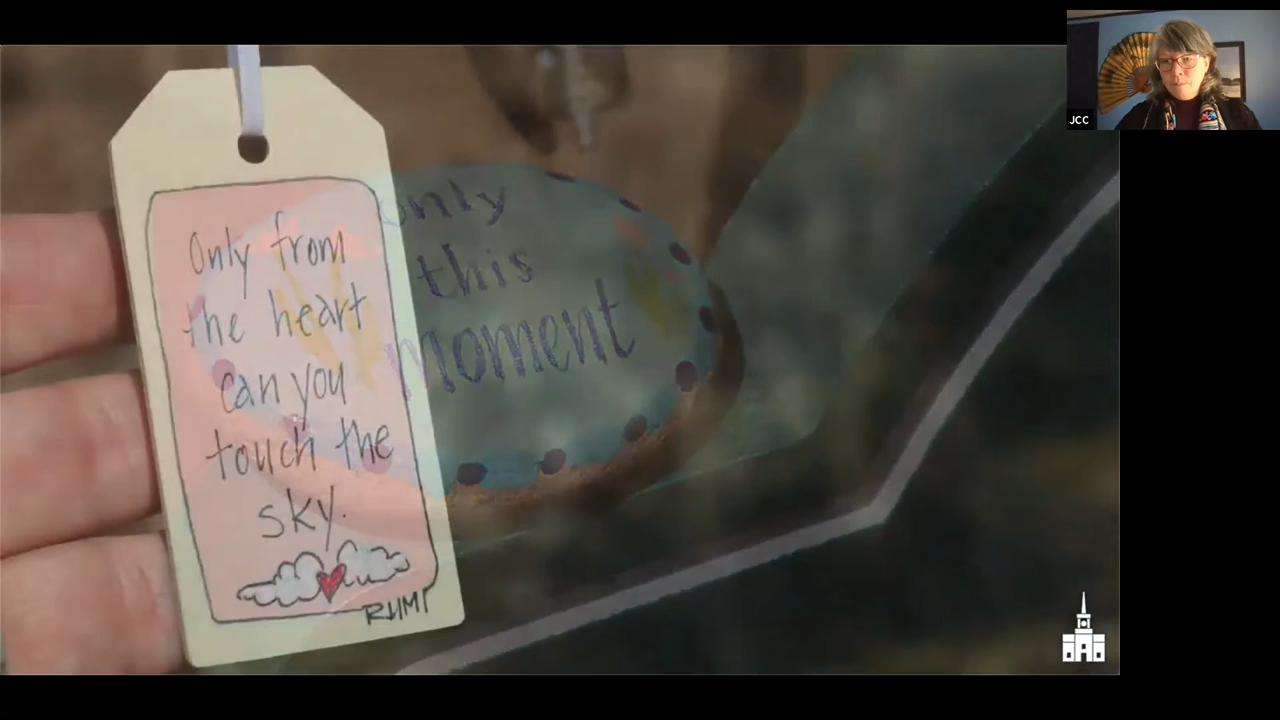 Only from
the heart
can you
touch the
sky.
RUMI
only
this
moment
JCC